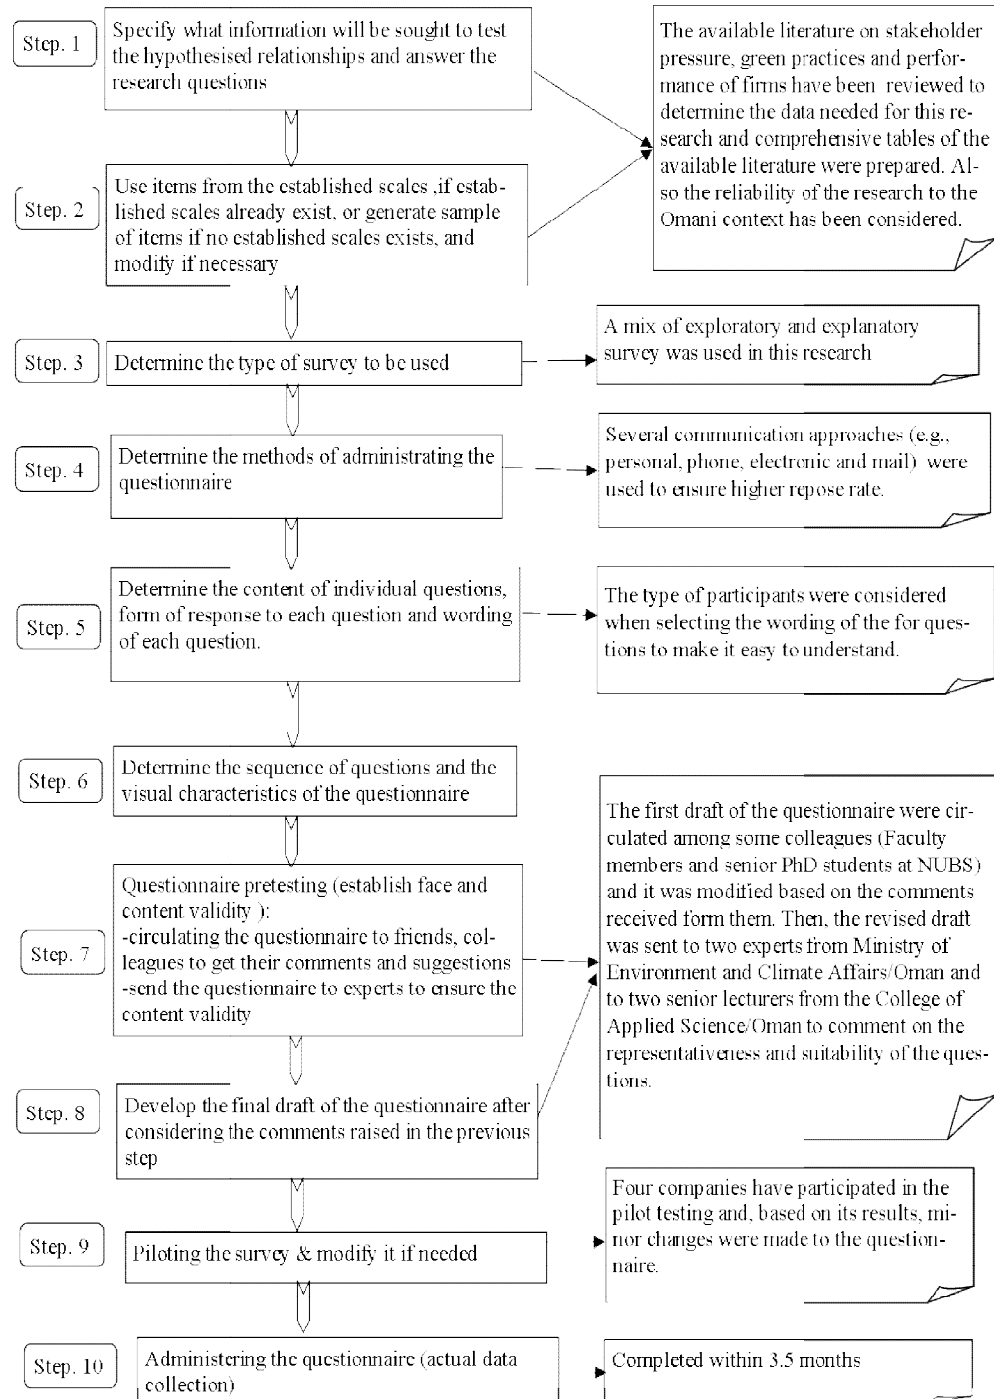 Step. 1
Specify what information will be sought to test
the hypothesised relationships and answer the
research questions
The available literature on stakeholder
pressure, green practices and perfor-
mance of firms have been  reviewed to
determine the data needed for this re-
search and comprehensive tables of the
available literature were prepared. Al-
so the reliability of the research to the
Omani context has been considered.
Step. 2
Use items from the established scales ,if estab-
lished scales already exist, or generate sample
of items if no established scales exists, and
modify if necessary
Step. 3
Determine the type of survey to be used
A mix of exploratory and explanatory
survey was used in this research
Step. 4
Determine the methods of administrating the
questionnaire
Several communication approaches (e.g.,
personal, phone, electronic and mail)  were
used to ensure higher repose rate.
Step. 5
Determine the content of individual questions,
form of response to each question and wording
of each question.
The type of participants were considered
when selecting the wording of the for ques-
tions to make it easy to understand.
Step. 6
Determine the sequence of questions and the
visual characteristics of the questionnaire
Step. 7
Questionnaire pretesting (establish face and
content validity ):
-circulating the questionnaire to friends, col-
leagues to get their comments and suggestions
-send the questionnaire to experts to ensure the
content validity
The first draft of the questionnaire were cir-
culated among some colleagues (Faculty
members and senior PhD students at NUBS)
and it was modified based on the comments
received form them. Then, the revised draft
was sent to two experts from Ministry of
Environment and Climate Affairs/Oman and
to two senior lecturers from the College of
Applied Science/Oman to comment on the
representativeness and suitability of the ques-
tions.
Step. 8
Develop the final draft of the questionnaire after
considering the comments raised in the previous
step
Step. 9
Piloting the survey & modify it if needed
Four companies have participated in the
pilot testing and, based on its results, mi-
nor changes were made to the question-
naire.
Step. 10
Administering the questionnaire (actual data
collection)
Completed within 3.5 months